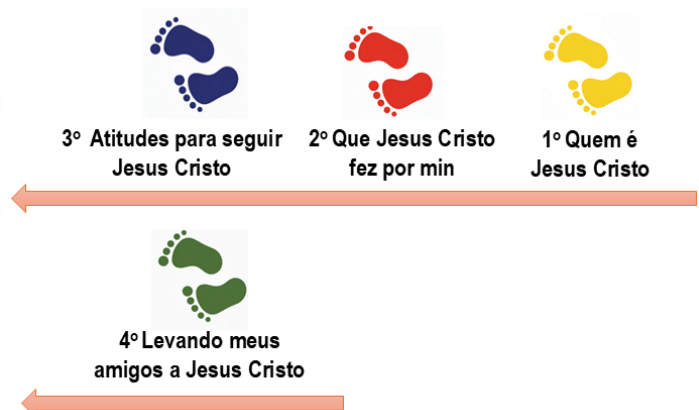 3º Atitudes para seguir
Jesus Cristo
2º Que Jesus Cristo
fez por min
1º Quem é
Jesus Cristo
4º Levando meus
amigos a Jesus Cristo